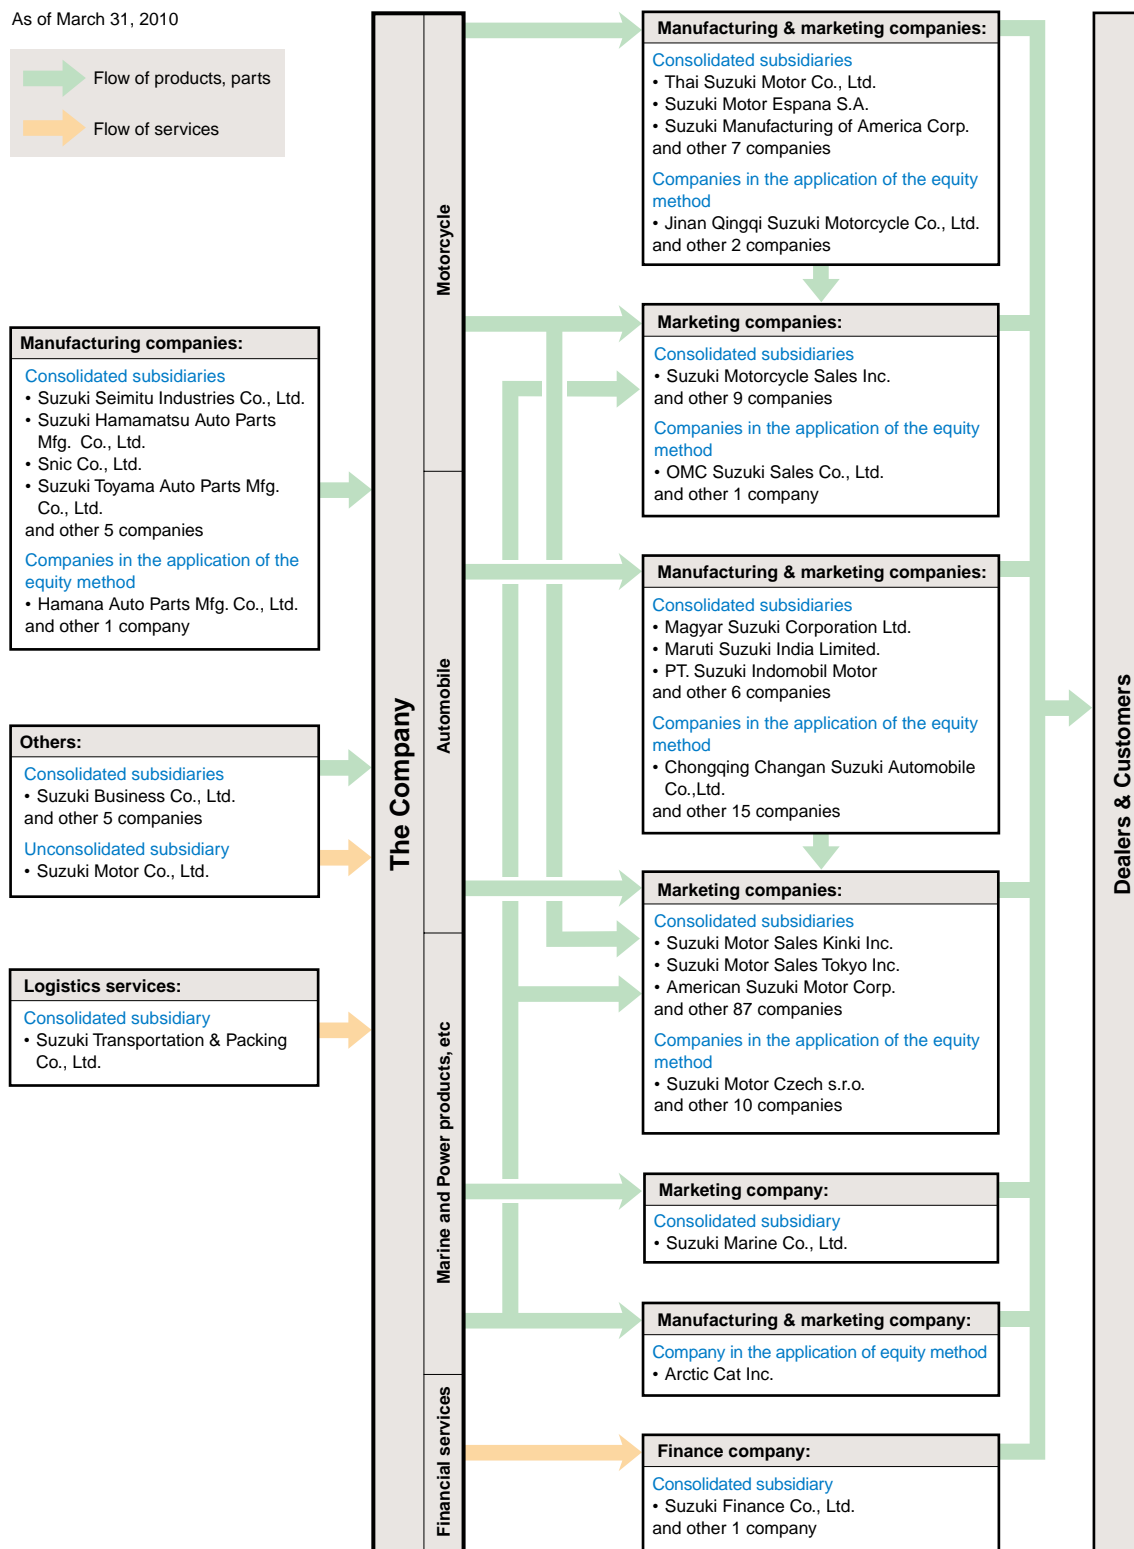 As of March 31, 2010
Flow of products, parts
Flow of services
Manufacturing companies:
Consolidated subsidiaries
• Suzuki Seimitu Industries Co., Ltd.
• Suzuki Hamamatsu Auto Parts
Mfg. Co., Ltd.
• Snic Co., Ltd.
• Suzuki Toyama Auto Parts Mfg.
Co., Ltd.
and other 5 companies
Companies in the application of the
equity method
• Hamana Auto Parts Mfg. Co., Ltd.
and other 1 company
Others:
Consolidated subsidiaries
• Suzuki Business Co., Ltd.
and other 5 companies
Unconsolidated subsidiary
• Suzuki Motor Co., Ltd.
Logistics services:
Consolidated subsidiary
• Suzuki Transportation & Packing
Co., Ltd.
The Company
Motorcycle
Automobile
Marine and Power products, etc
Financial services
Manufacturing & marketing companies:
Consolidated subsidiaries
• Thai Suzuki Motor Co., Ltd.
• Suzuki Motor Espana S.A.
• Suzuki Manufacturing of America Corp.
and other 7 companies
Companies in the application of the equity
method
• Jinan Qingqi Suzuki Motorcycle Co., Ltd.
and other 2 companies
Marketing companies:
Consolidated subsidiaries
• Suzuki Motorcycle Sales Inc.
and other 9 companies
Companies in the application of the equity
method
• OMC Suzuki Sales Co., Ltd.
and other 1 company
Manufacturing & marketing companies:
Consolidated subsidiaries
• Magyar Suzuki Corporation Ltd.
• Maruti Suzuki India Limited.
• PT. Suzuki Indomobil Motor
and other 6 companies
Companies in the application of the equity
method
• Chongqing Changan Suzuki Automobile
Co.,Ltd.
and other 15 companies
Marketing companies:
Consolidated subsidiaries
• Suzuki Motor Sales Kinki Inc.
• Suzuki Motor Sales Tokyo Inc.
• American Suzuki Motor Corp.
and other 87 companies
Companies in the application of the equity
method
• Suzuki Motor Czech s.r.o.
and other 10 companies
Marketing company:
Consolidated subsidiary
• Suzuki Marine Co., Ltd.
Manufacturing & marketing company:
Company in the application of equity method
• Arctic Cat Inc.
Finance company:
Consolidated subsidiary
• Suzuki Finance Co., Ltd.
and other 1 company
Dealers & Customers